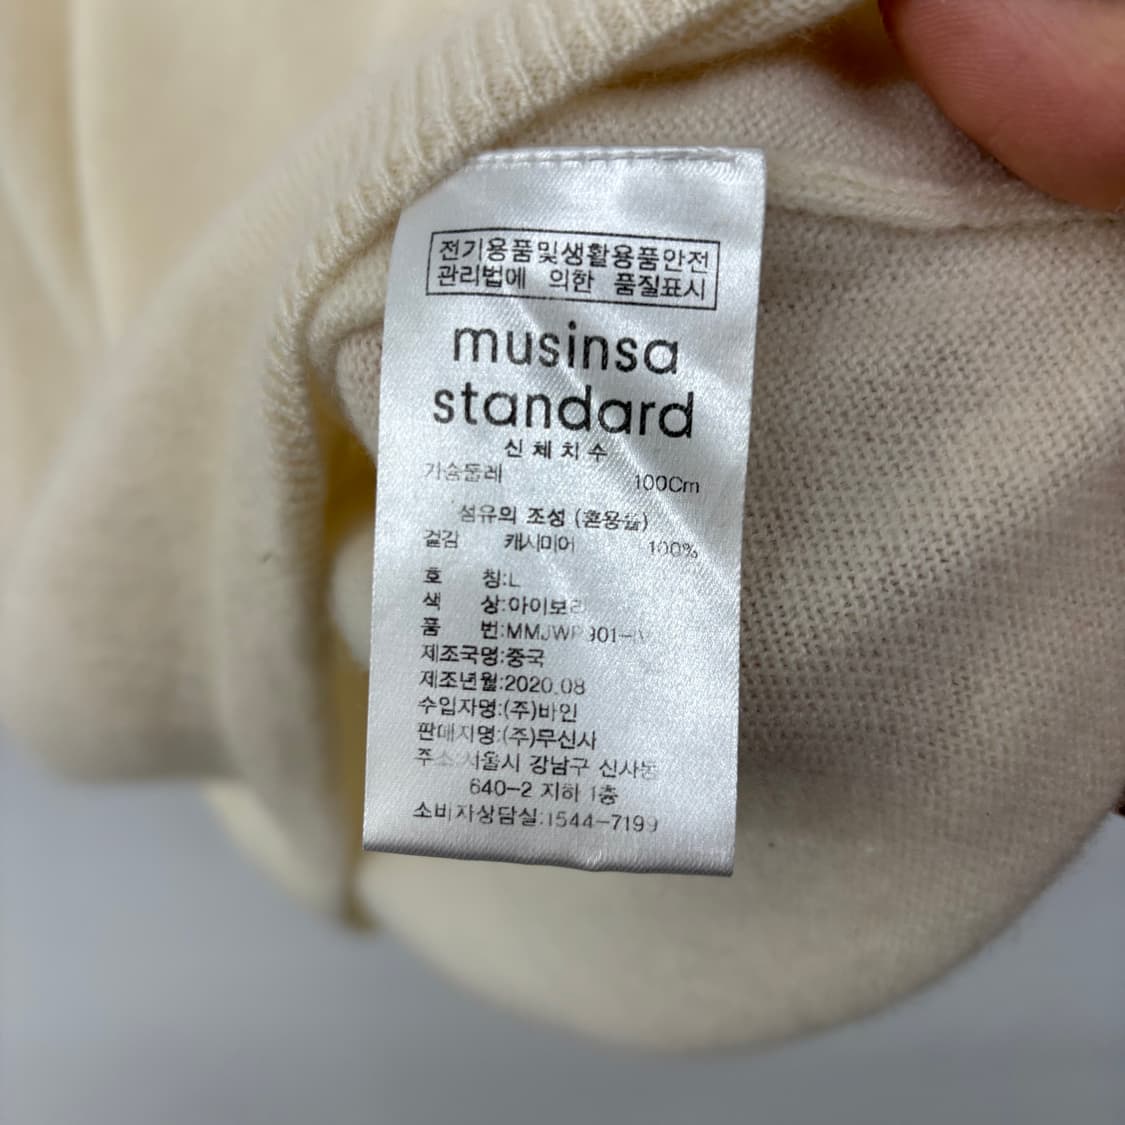 전기용품및생활용품안전
관리법에 의한 품질표시
musinsa
standard
신체치수
가슴둘레 100Cm
섬유의 조성 (혼용율)
겉감 캐시미어 100%
호 칭:L
색 상:아이보리
품 번:
제조국명:중국
제조년월:2020.08
수입자명:(주)바인
판매자명:(주)무신사
주소:서울시 강남구 신사동
640-2 지하 1층
소비자상담실:1544-7199